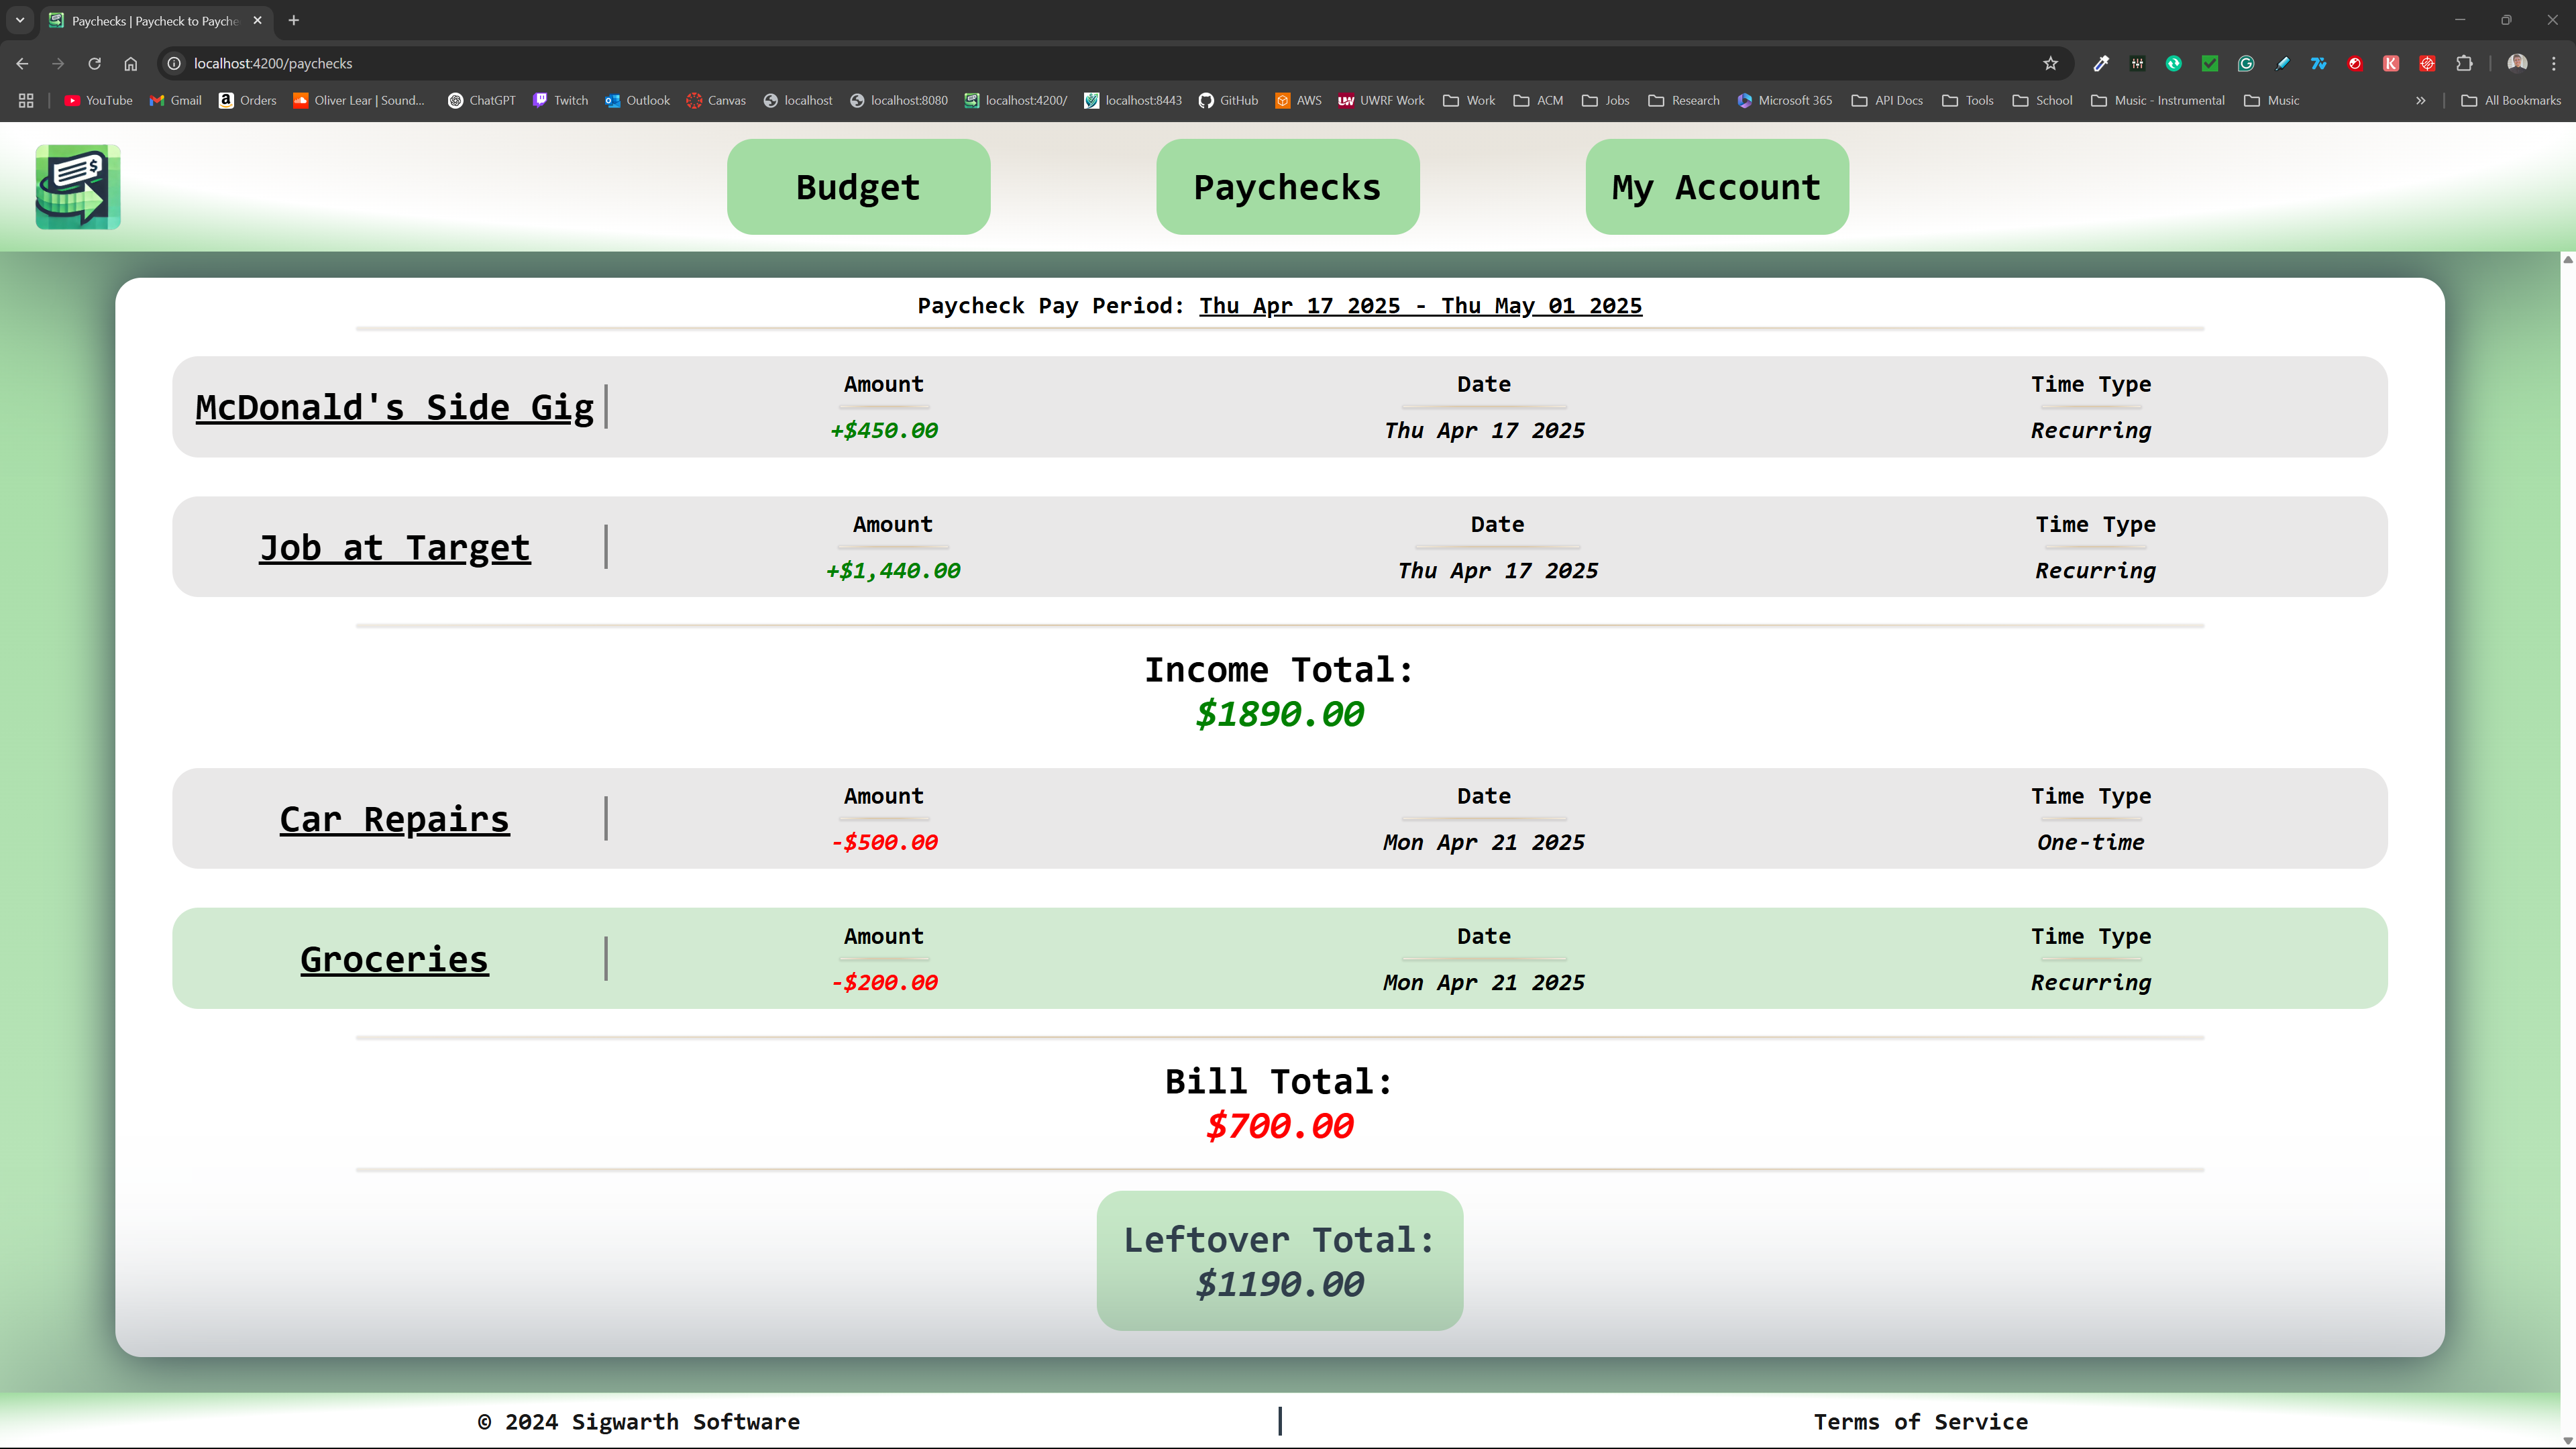 Paychecks | Paycheck to Payche
localhost:4200/paychecks
YouTube Gmail Orders Oliver Lear | Sound... ChatGPT Twitch Outlook Canvas localhost localhost:8080 localhost:4200/ localhost:8443 GitHub AWS UWRF Work Work ACM Jobs Research Microsoft 365 API Docs Tools School Music - Instrumental Music » All Bookmarks
Budget Paychecks My Account
Paycheck Pay Period: Thu Apr 17 2025 - Thu May 01 2025
McDonald's Side Gig
Amount Date Time Type
+$450.00 Thu Apr 17 2025 Recurring
Job at Target
Amount Date Time Type
+$1,440.00 Thu Apr 17 2025 Recurring
Income Total:
$1890.00
Car Repairs
Amount Date Time Type
-$500.00 Mon Apr 21 2025 One-time
Groceries
Amount Date Time Type
-$200.00 Mon Apr 21 2025 Recurring
Bill Total:
$700.00
Leftover Total:
$1190.00
© 2024 Sigwarth Software | Terms of Service